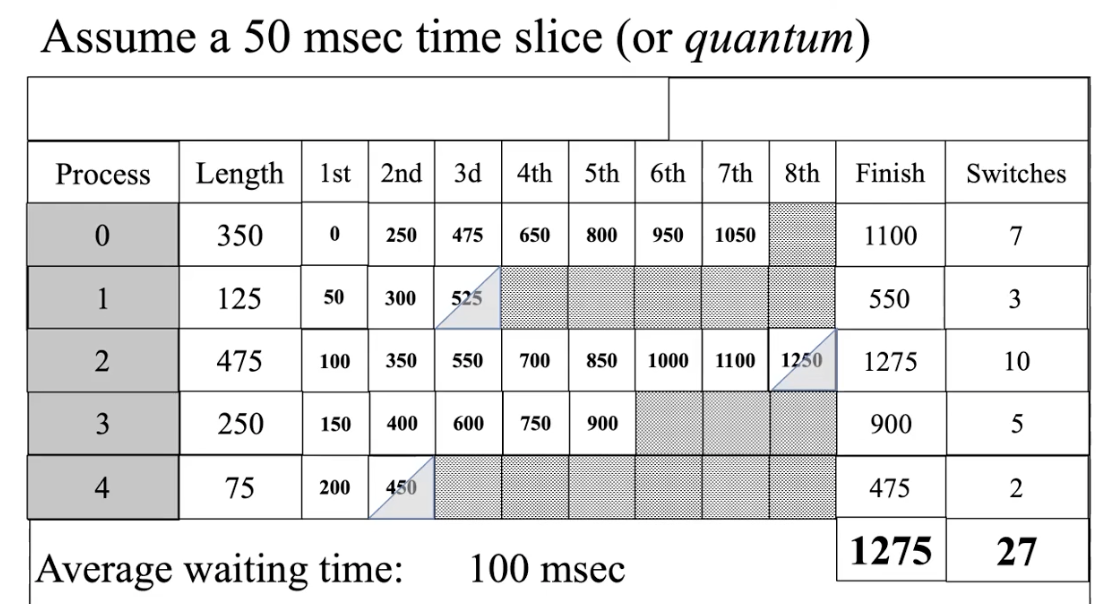 Assume a 50 msec time slice (or quantum)
Process Length 1st 2nd 3d 4th 5th 6th 7th 8th Finish Switches
0 350 0 250 475 650 800 950 1050 1100 7
1 125 50 300 525 550 3
2 475 100 350 550 700 850 1000 1100 1250 1275 10
3 250 150 400 600 750 900 900 5
4 75 200 450 475 2
1275 27
Average waiting time: 100 msec